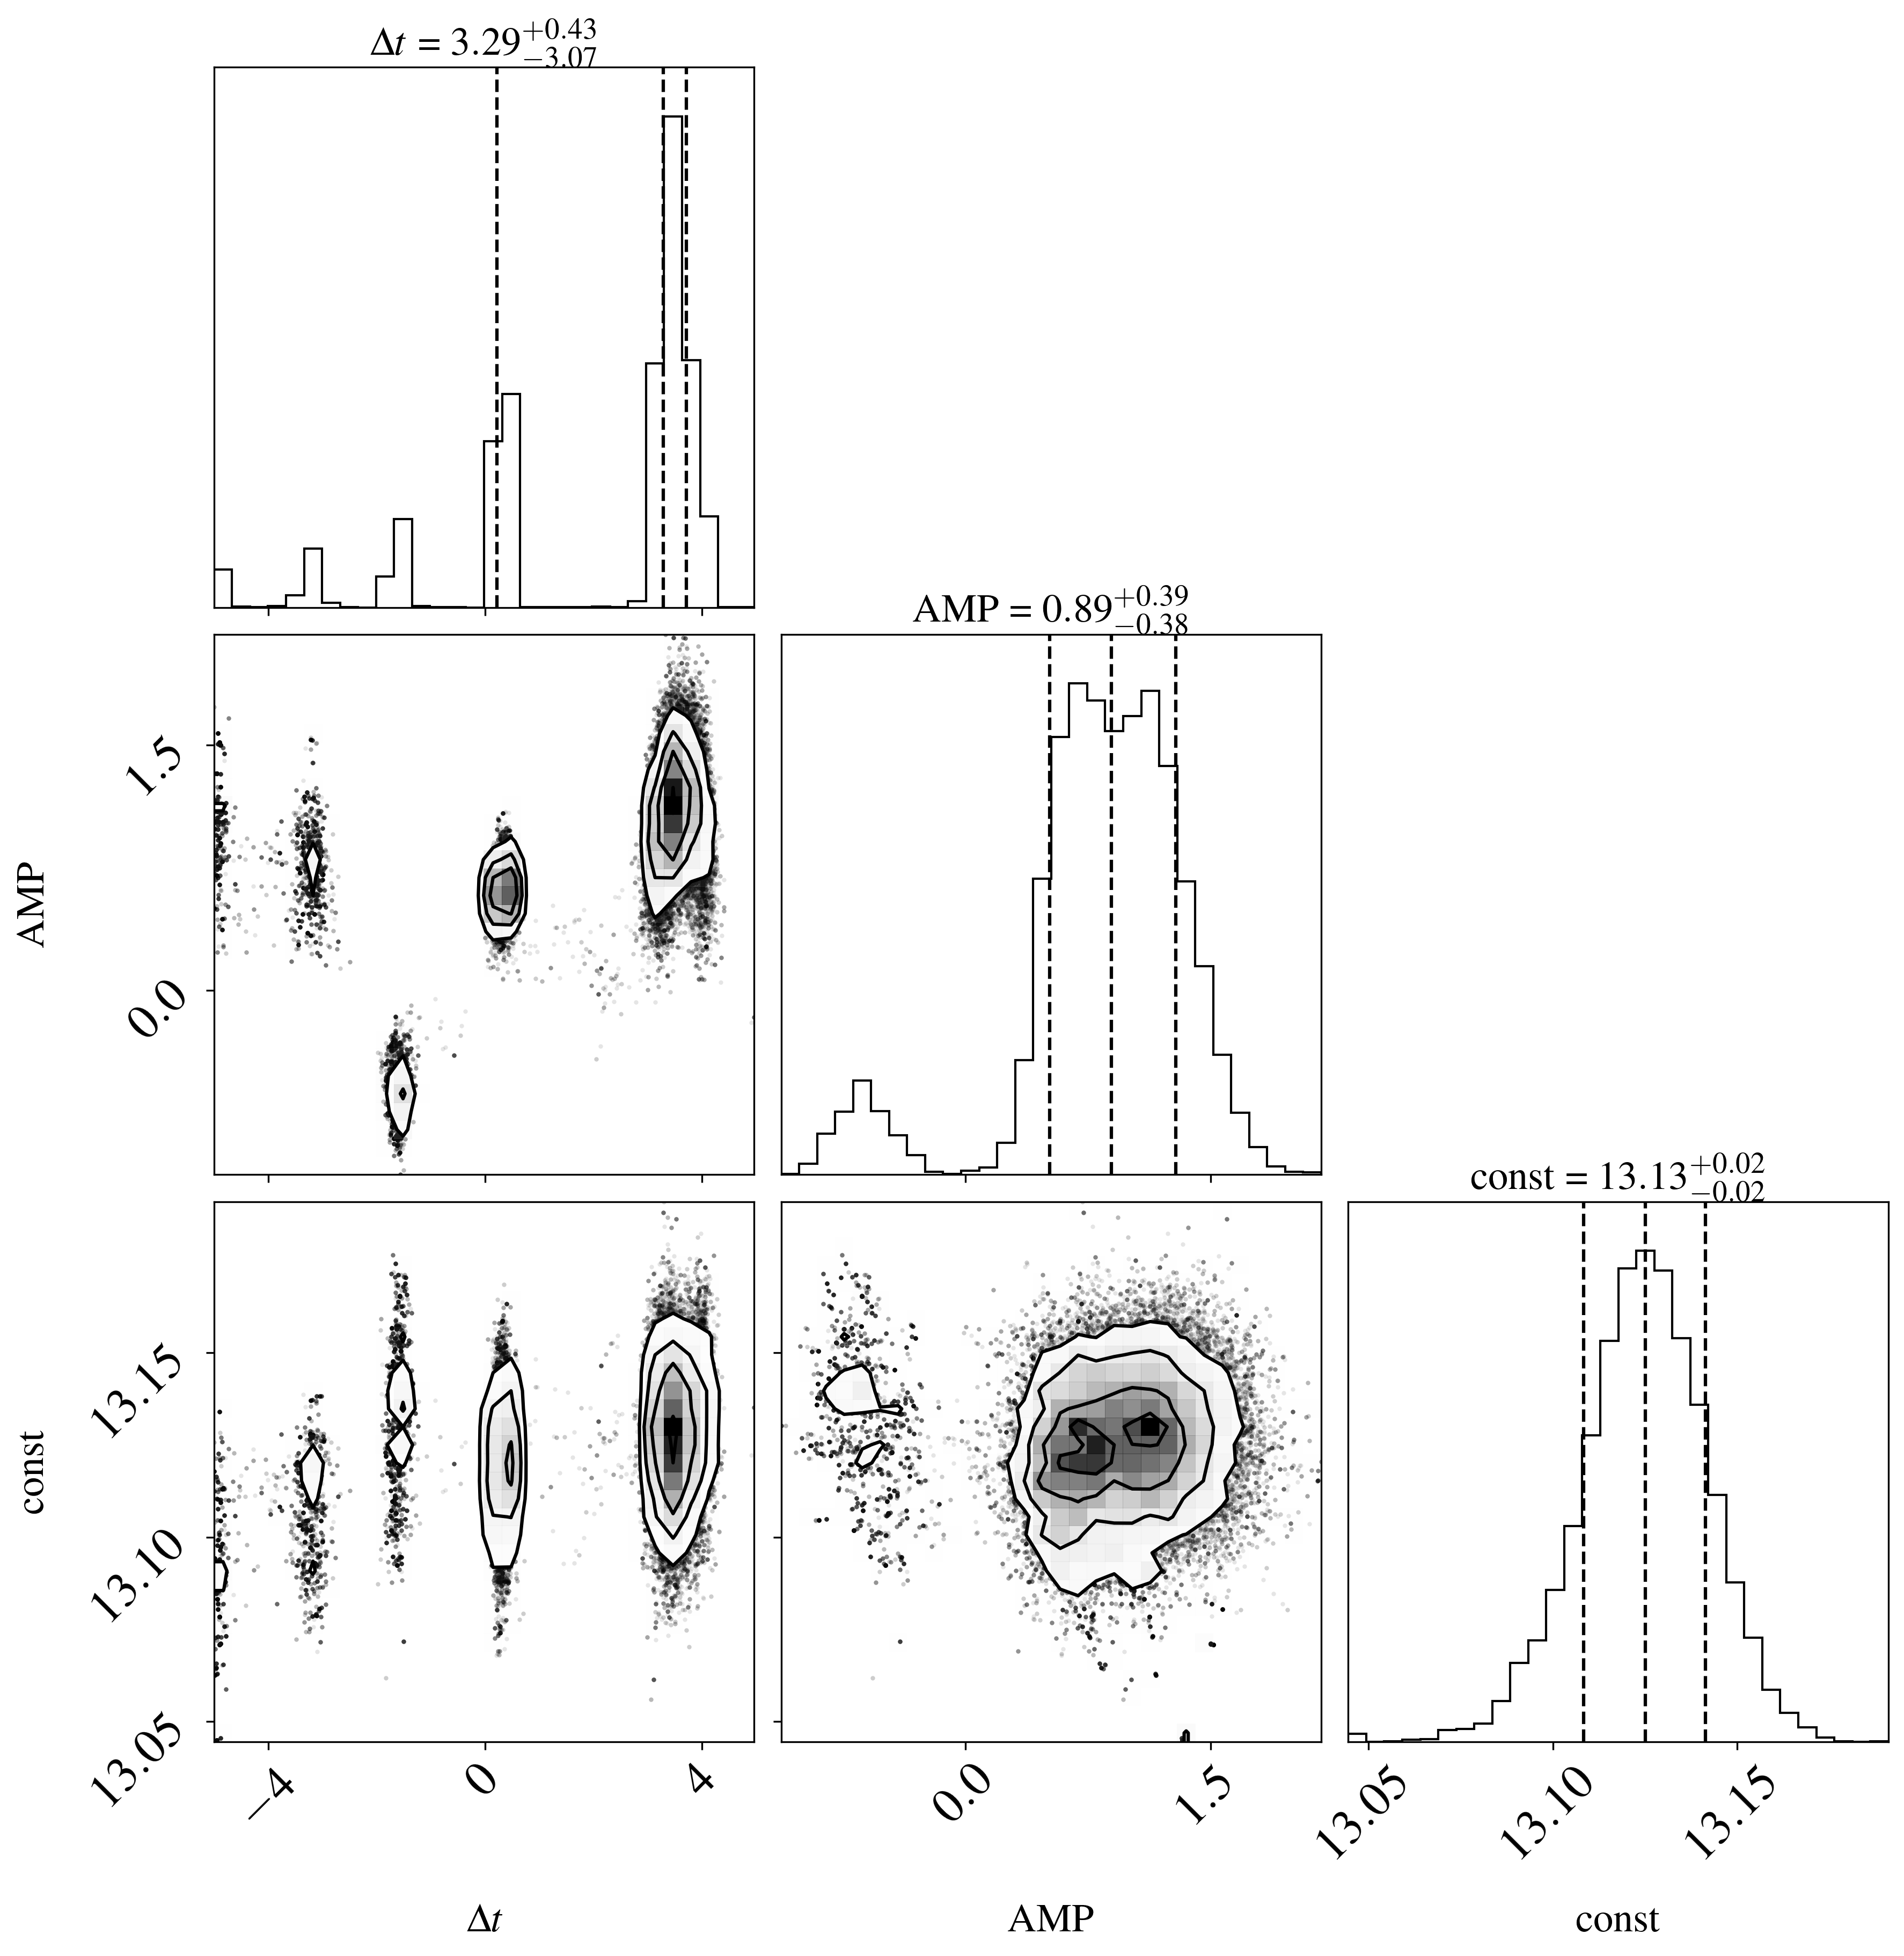 Δt = 3.29+0.43−3.07
AMP = 0.89+0.39−0.38
1.5
AMP
0.0
const = 13.13+0.02−0.02
13.15
const
13.10
13.05
−4 0 4 0.0 1.5 13.05 13.10 13.15
Δt AMP const